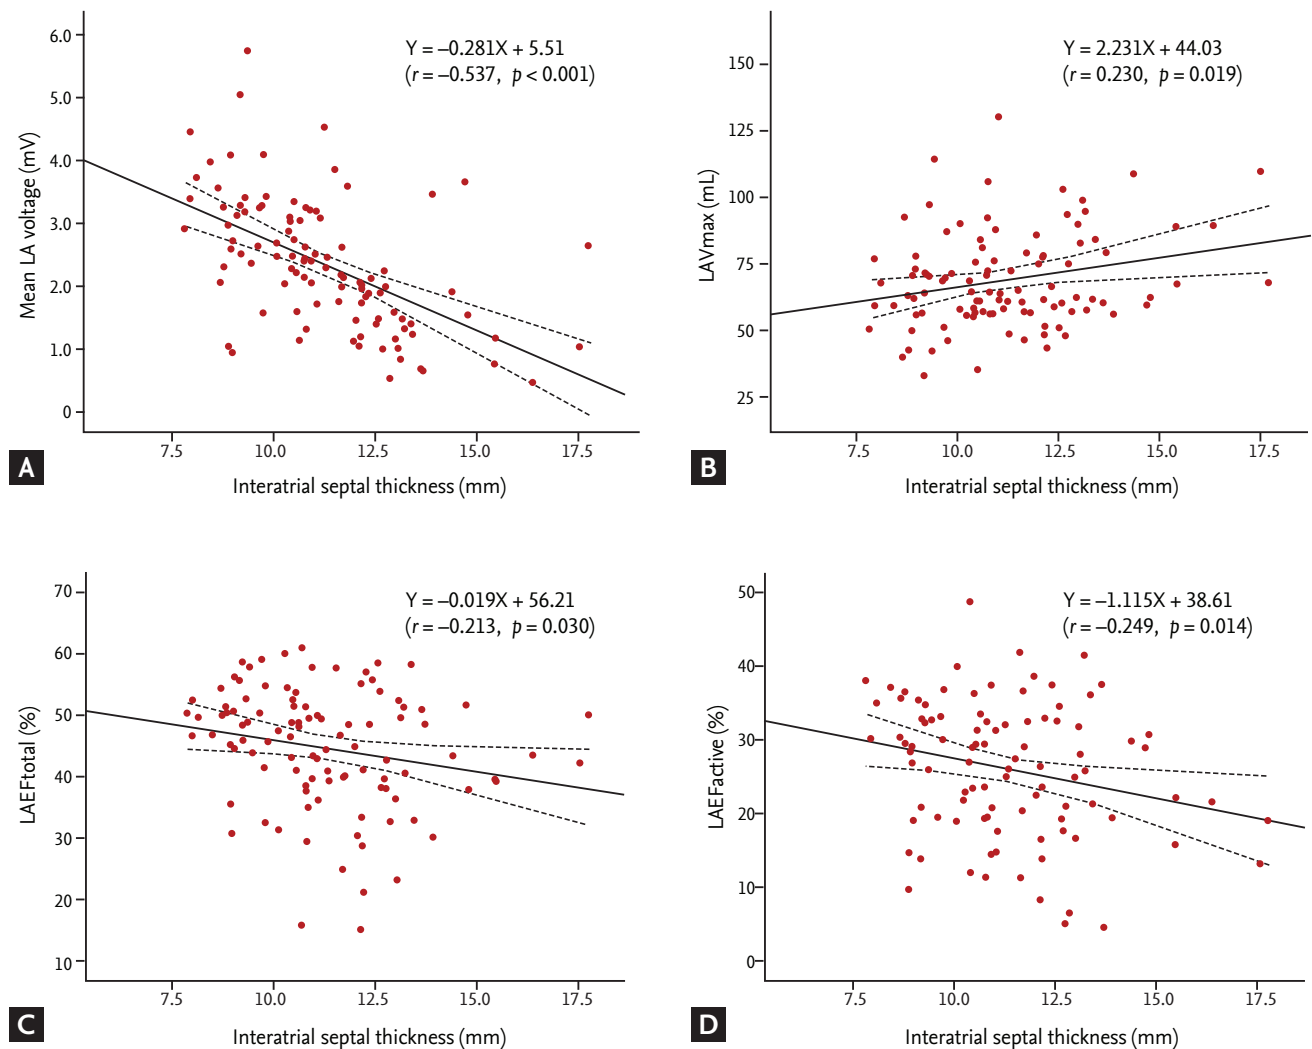 Y = –0.281X + 5.51
(r = –0.537, p < 0.001)
6.0
5.0
4.0
3.0
2.0
1.0
0
Mean LA voltage (mV)
7.5 10.0 12.5 15.0 17.5
A
Interatrial septal thickness (mm)
Y = 2.231X + 44.03
(r = 0.230, p = 0.019)
150
125
100
75
50
25
LAVmax (mL)
7.5 10.0 12.5 15.0 17.5
B
Interatrial septal thickness (mm)
Y = –0.019X + 56.21
(r = –0.213, p = 0.030)
70
60
50
40
30
20
10
LAEFtotal (%)
7.5 10.0 12.5 15.0 17.5
C
Interatrial septal thickness (mm)
Y = –1.115X + 38.61
(r = –0.249, p = 0.014)
50
40
30
20
10
0
LAEFactive (%)
7.5 10.0 12.5 15.0 17.5
D
Interatrial septal thickness (mm)